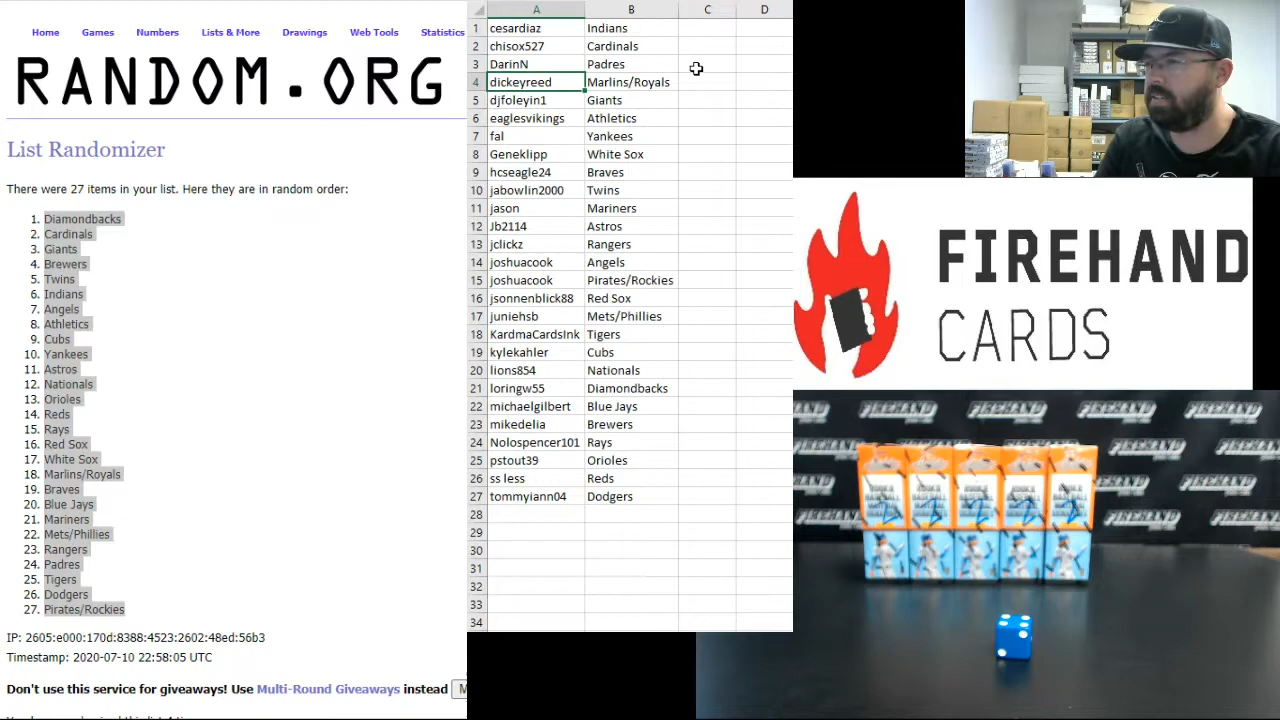 Home Games Numbers Lists & More Drawings Web Tools Statistics
RANDOM.ORG
List Randomizer
There were 27 items in your list. Here they are in random order:
1. Diamondbacks
2. Cardinals
3. Giants
4. Brewers
5. Twins
6. Indians
7. Angels
8. Athletics
9. Cubs
10. Yankees
11. Astros
12. Nationals
13. Orioles
14. Reds
15. Rays
16. Red Sox
17. White Sox
18. Marlins/Royals
19. Braves
20. Blue Jays
21. Mariners
22. Mets/Phillies
23. Rangers
24. Padres
25. Tigers
26. Dodgers
27. Pirates/Rockies
IP: 2605:e000:170d:8388:4523:2602:48ed:56b3
Timestamp: 2020-07-10 22:58:05 UTC
Don't use this service for giveaways! Use Multi-Round Giveaways instead
A B C D
1 cesardiaz Indians
2 chisox527 Cardinals
3 DarinN Padres
4 dickeyreed Marlins/Royals
5 djfoleyin1 Giants
6 eaglesvikings Athletics
7 fal Yankees
8 Geneklipp White Sox
9 hcseagle24 Braves
10 jabowlin2000 Twins
11 jason Mariners
12 Jb2114 Astros
13 jclickz Rangers
14 joshuacook Angels
15 joshuacook Pirates/Rockies
16 jsonnenblick88 Red Sox
17 juniehsb Mets/Phillies
18 KardmaCardsInk Tigers
19 kylekahler Cubs
20 lions854 Nationals
21 loringw55 Diamondbacks
22 michaelgilbert Blue Jays
23 mikedelia Brewers
24 Nolospencer101 Rays
25 pstout39 Orioles
26 ss less Reds
27 tommyiann04 Dodgers
28
29
30
31
32
33
34
FIREHAND
CARDS
FIREHAND FIREHAND FIREHAND FIREHAND